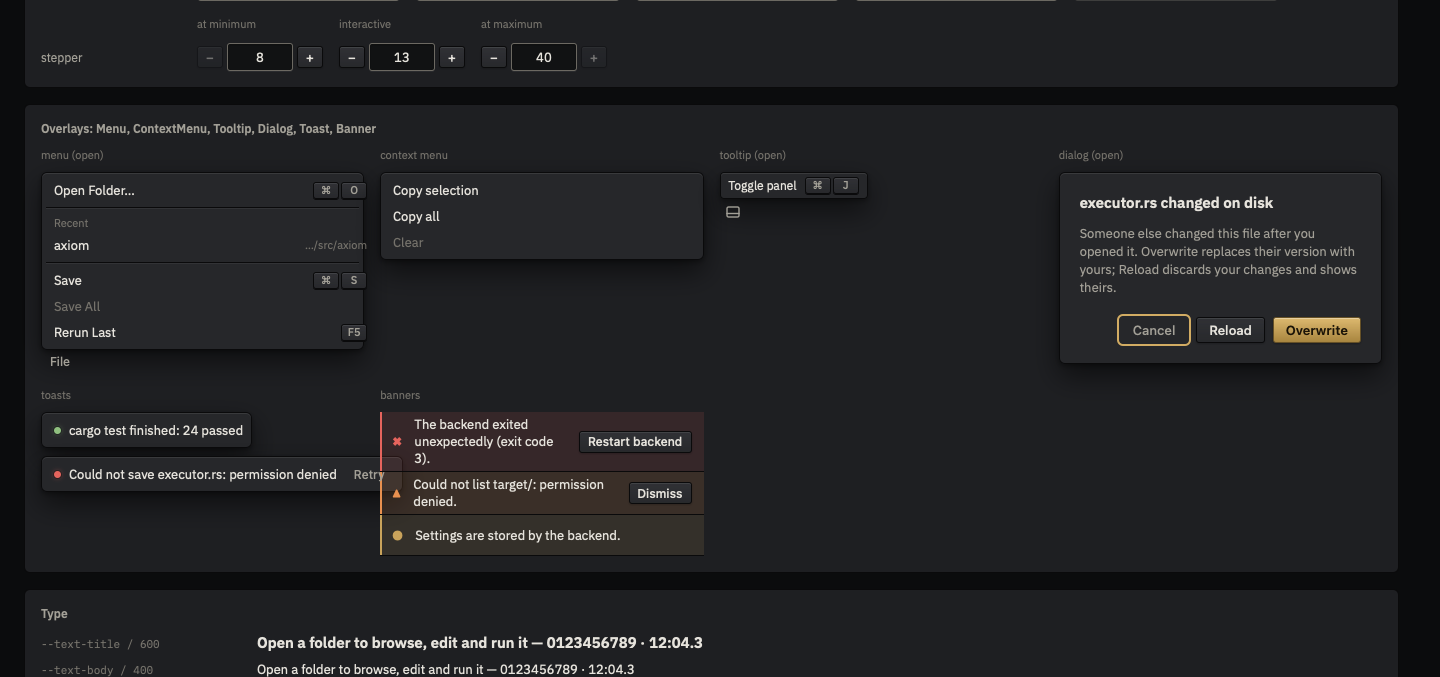 at minimum interactive at maximum
stepper − 8 + − 13 + − 40 +
Overlays: Menu, ContextMenu, Tooltip, Dialog, Toast, Banner
menu (open)
Open Folder... ⌘ O
Recent
axiom .../src/axiom
Save ⌘ S
Save All
Rerun Last F5
File
context menu
Copy selection
Copy all
Clear
tooltip (open)
Toggle panel ⌘ J
dialog (open)
executor.rs changed on disk
Someone else changed this file after you
opened it. Overwrite replaces their version with
yours; Reload discards your changes and shows
theirs.
Cancel Reload Overwrite
toasts
cargo test finished: 24 passed
Could not save executor.rs: permission denied Retry
banners
The backend exited
unexpectedly (exit code
3).
Restart backend
Could not list target/: permission
denied.
Dismiss
Settings are stored by the backend.
Type
--text-title / 600 Open a folder to browse, edit and run it — 0123456789 · 12:04.3
--text-body / 400 Open a folder to browse, edit and run it — 0123456789 · 12:04.3